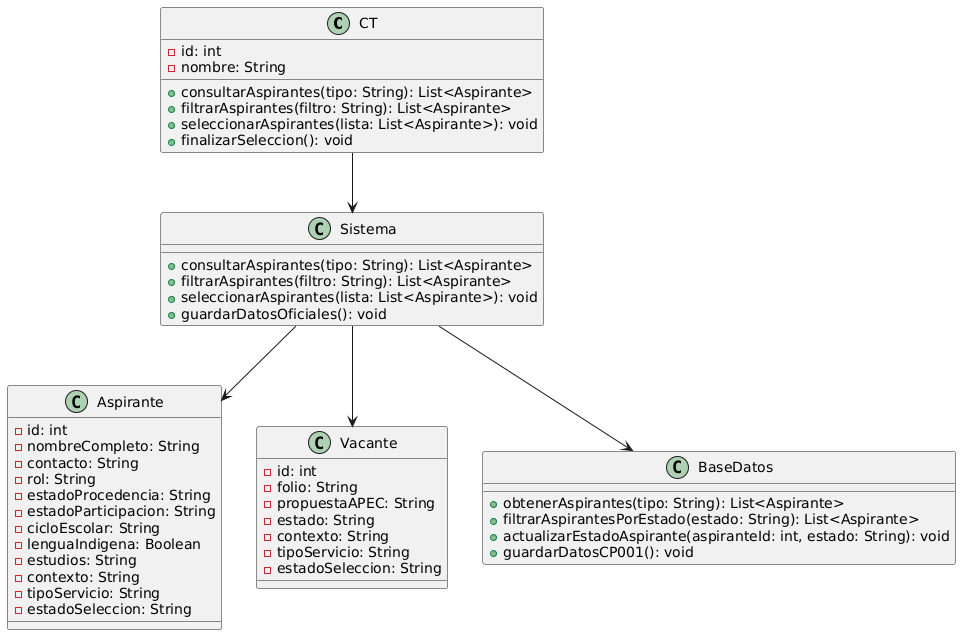 C CT
id: int
nombre: String
consultarAspirantes(tipo: String): List<Aspirante>
filtrarAspirantes(filtro: String): List<Aspirante>
seleccionarAspirantes(lista: List<Aspirante>): void
finalizarSeleccion(): void
C Sistema
consultarAspirantes(tipo: String): List<Aspirante>
filtrarAspirantes(filtro: String): List<Aspirante>
seleccionarAspirantes(lista: List<Aspirante>): void
guardarDatosOficiales(): void
C Aspirante
id: int
nombreCompleto: String
contacto: String
rol: String
estadoProcedencia: String
estadoParticipacion: String
cicloEscolar: String
lenguaIndigena: Boolean
estudios: String
contexto: String
tipoServicio: String
estadoSeleccion: String
C Vacante
id: int
folio: String
propuestaAPEC: String
estado: String
contexto: String
tipoServicio: String
estadoSeleccion: String
C BaseDatos
obtenerAspirantes(tipo: String): List<Aspirante>
filtrarAspirantesPorEstado(estado: String): List<Aspirante>
actualizarEstadoAspirante(aspiranteId: int, estado: String): void
guardarDatosCP001(): void